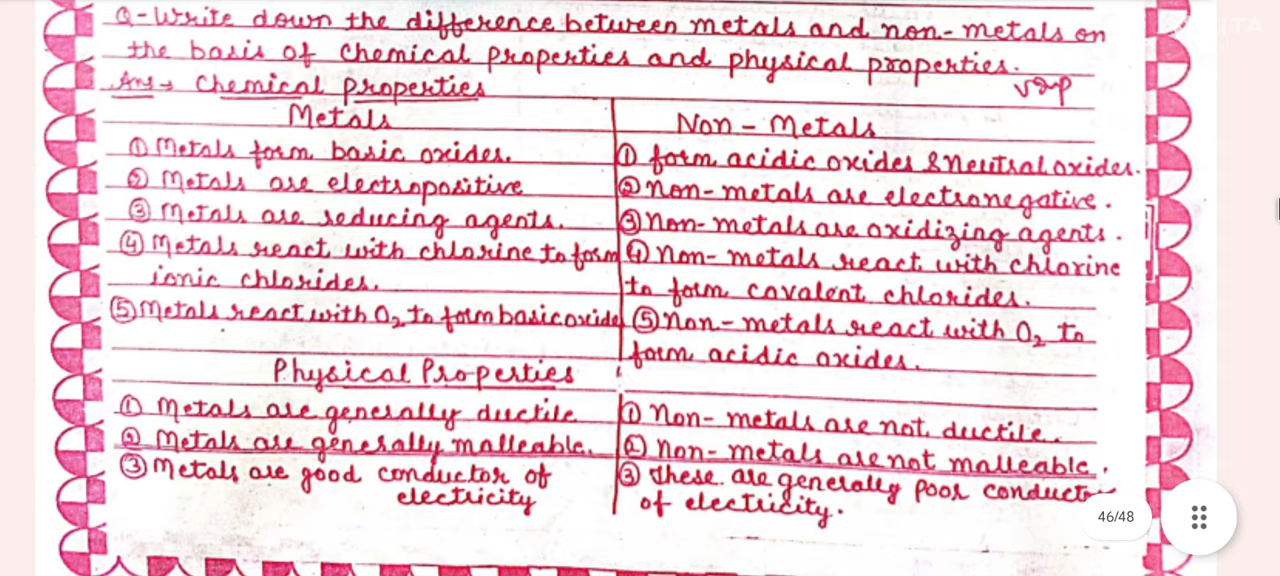 Q-Write down the difference between metals and non-metals on
the basis of chemical properties and physical properties.
Ans→ Chemical properties
Metals
① Metals form basic oxides.
② Metals are electropositive
③ Metals are reducing agents.
④ Metals react with chlorine to form
ionic chlorides.
⑤ Metals react with O2 to form basic oxide
Non-Metals
① form acidic oxides & Neutral oxides.
② Non-metals are electronegative.
③ Non-metals are oxidizing agents.
④ Non-metals react with chlorine
to form covalent chlorides.
⑤ Non-metals react with O2 to
form acidic oxides.
Physical Properties
① Metals are generally ductile
② Metals are generally malleable.
③ Metals are good conductor of
electricity
① Non-metals are not ductile.
② Non-metals are not malleable.
③ These are generally poor conduct
of electricity.
46/48